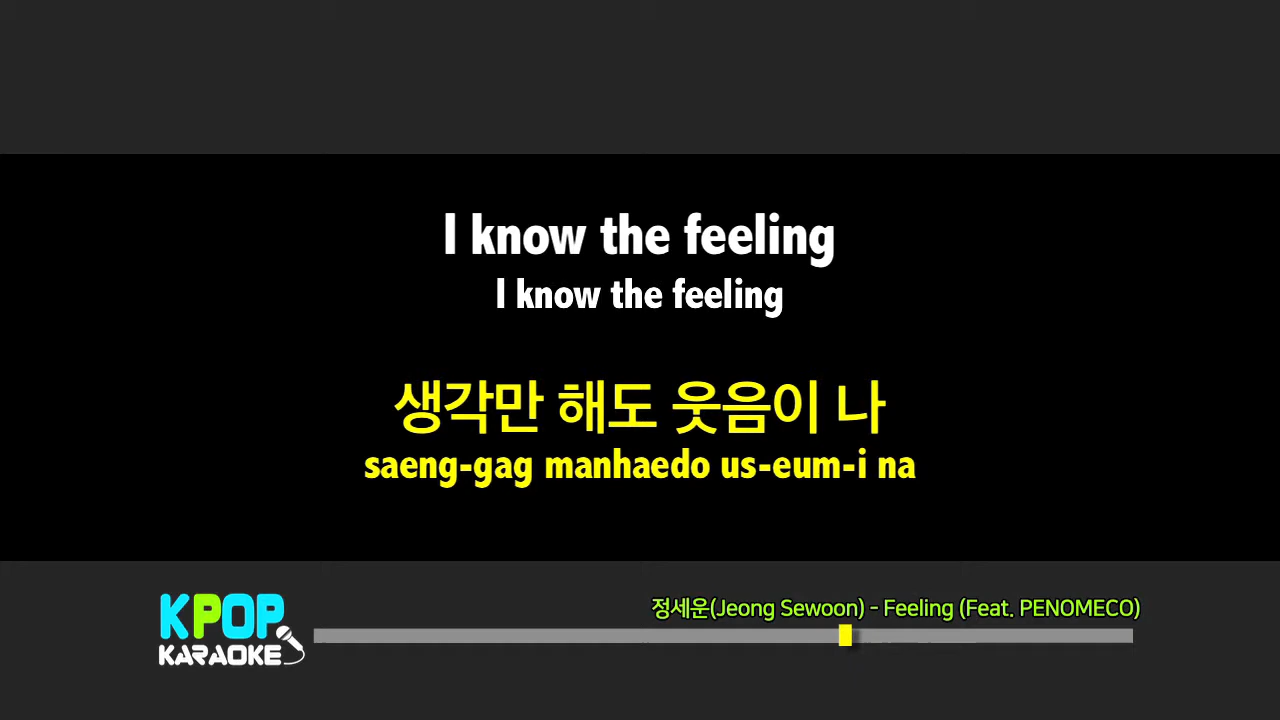 I know the feeling
I know the feeling
생각만 해도 웃음이 나
saeng-gag manhaedo us-eum-i na
정세운(Jeong Sewoon) - Feeling (Feat. PENOMECO)
KPOP
KARAOKE